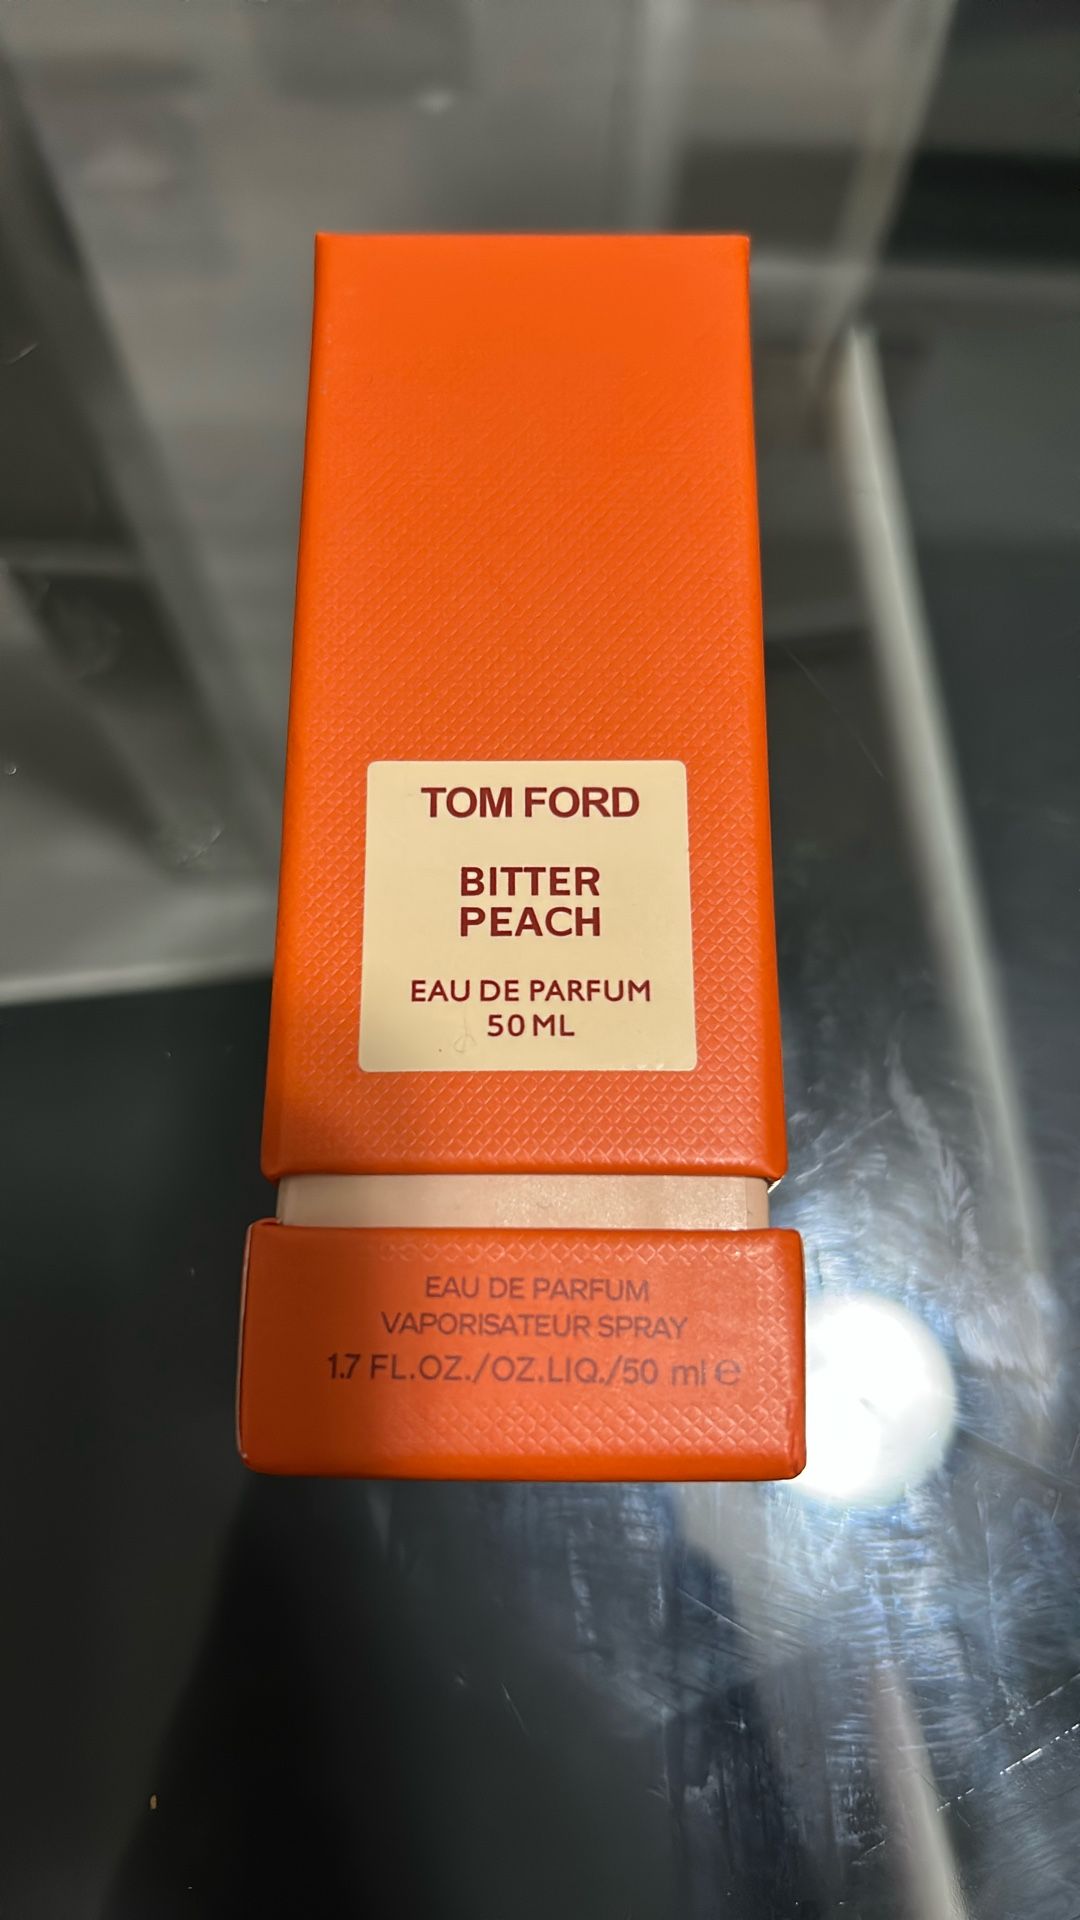 TOM FORD
BITTER
PEACH
EAU DE PARFUM
50 ML
EAU DE PARFUM
VAPORISATEUR SPRAY
1.7 FL.OZ./OZ.LIQ./50 ml ℮